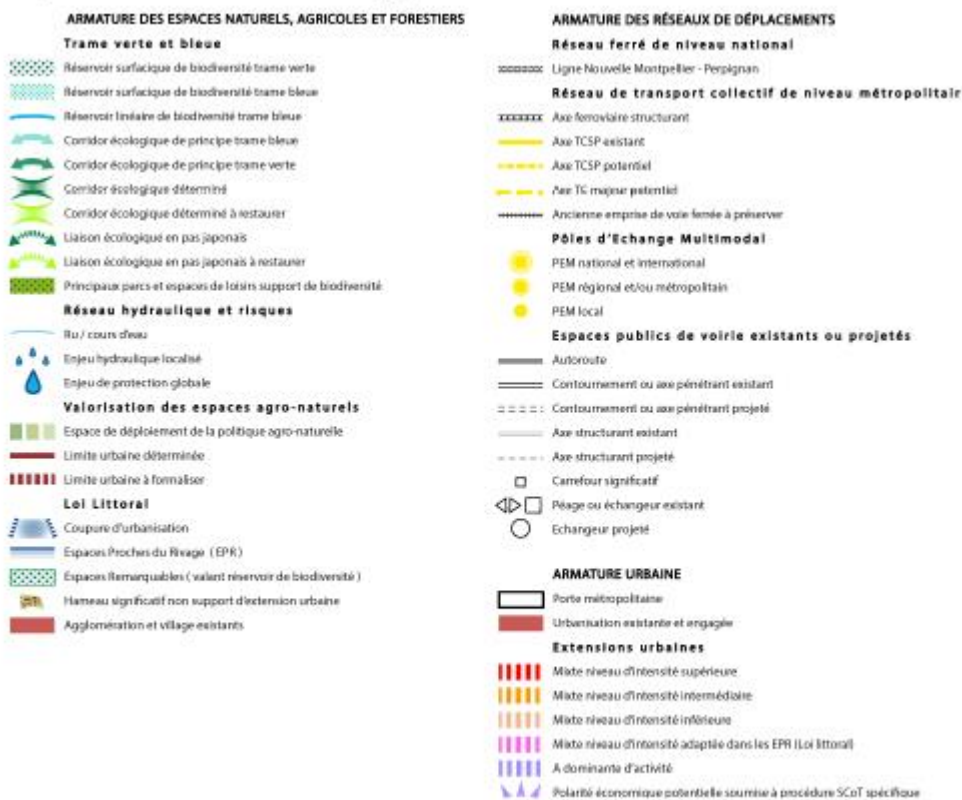 ARMATURE DES ESPACES NATURELS, AGRICOLES ET FORESTIERS
Trame verte et bleue
Réservoir surfacique de biodiversité trame verte
Réservoir surfacique de biodiversité trame bleue
Réservoir linéaire de biodiversité trame bleue
Corridor écologique de principe trame bleue
Corridor écologique de principe trame verte
Corridor écologique déterminé
Corridor écologique déterminé à restaurer
Liaison écologique en pas japonais
Liaison écologique en pas japonais à restaurer
Principaux parcs et espaces de loisirs support de biodiversité
Réseau hydraulique et risques
Ru / cours d'eau
Enjeu hydraulique localisé
Enjeu de protection globale
Valorisation des espaces agro-naturels
Espace de déploiement de la politique agro-naturelle
Limite urbaine déterminée
Limite urbaine à formaliser
Loi Littoral
Coupure d'urbanisation
Espaces Proches du Rivage ( EPR )
Espaces Remarquables ( valant réservoir de biodiversité )
Hameau significatif non support d'extension urbaine
Agglomération et village existants
ARMATURE DES RÉSEAUX DE DÉPLACEMENTS
Réseau ferré de niveau national
Ligne Nouvelle Montpellier - Perpignan
Réseau de transport collectif de niveau métropolitair
Axe ferroviaire structurant
Axe TCSP existant
Axe TCSP potentiel
Axe TC majeur potentiel
Ancienne emprise de voie ferrée à préserver
Pôles d'Echange Multimodal
PEM national et international
PEM régional et/ou métropolitain
PEM local
Espaces publics de voirie existants ou projetés
Autoroute
Contournement ou axe pénétrant existant
Contournement ou axe pénétrant projeté
Axe structurant existant
Axe structurant projeté
Carrefour significatif
Péage ou échangeur existant
Echangeur projeté
ARMATURE URBAINE
Porte métropolitaine
Urbanisation existante et engagée
Extensions urbaines
Mixte niveau d'intensité supérieure
Mixte niveau d'intensité intermédiaire
Mixte niveau d'intensité inférieure
Mixte niveau d'intensité adaptée dans les EPR (Loi littoral)
A dominante d'activité
Polarité économique potentielle soumise à procédure SCoT spécifique